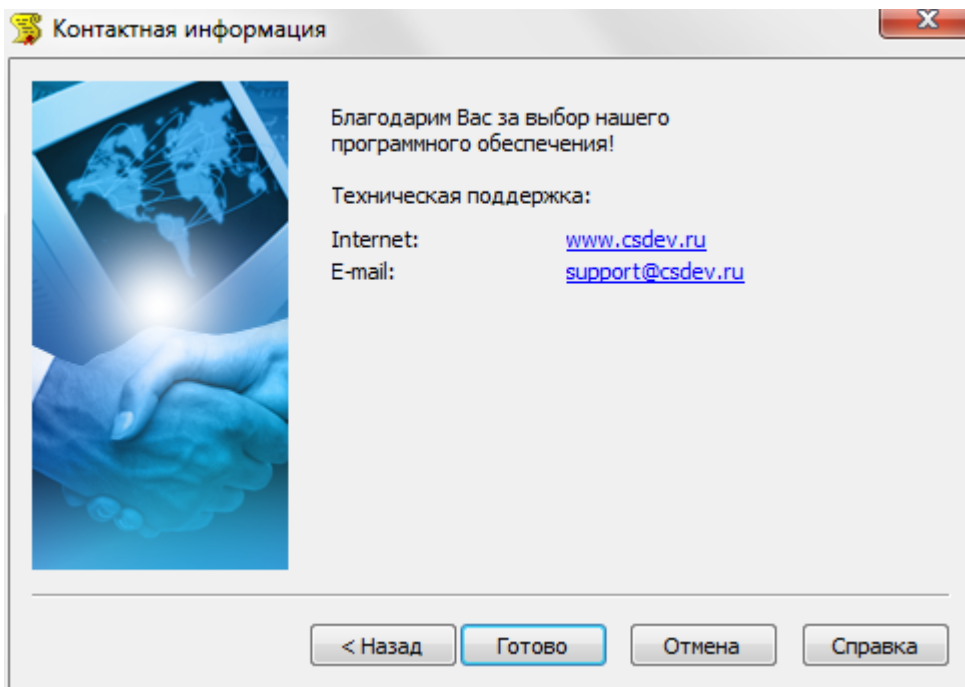 Контактная информация
Благодарим Вас за выбор нашего
программного обеспечения!
Техническая поддержка:
Internet: www.csdev.ru
E-mail: support@csdev.ru
< Назад Готово Отмена Справка